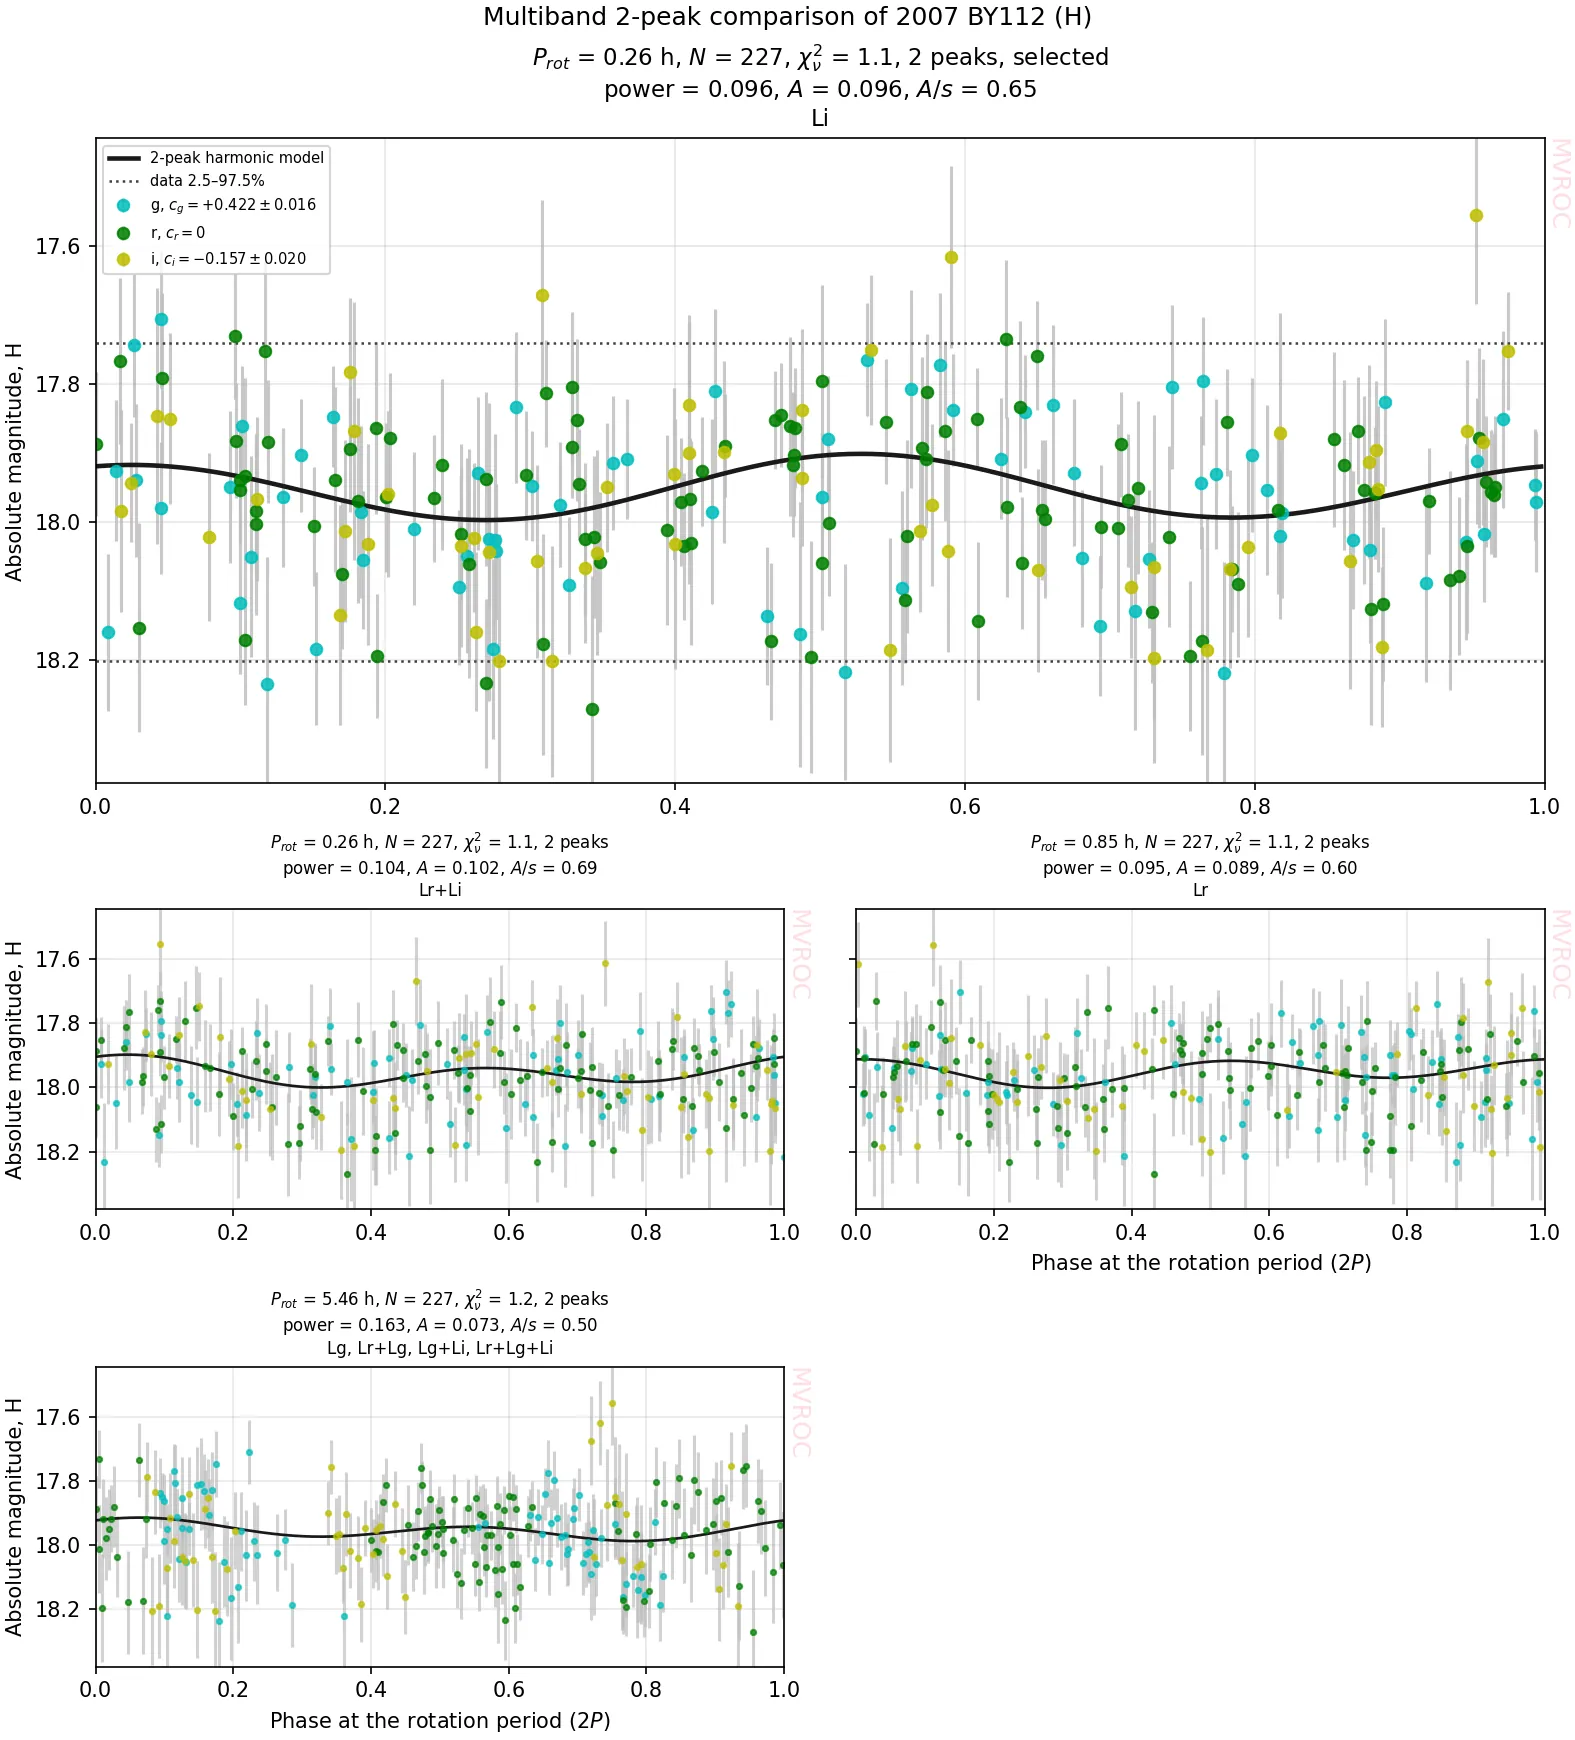 Multiband 2-peak comparison of 2007 BY112 (H)
P_rot = 0.26 h, N = 227, χ²_ν = 1.1, 2 peaks, selected
power = 0.096, A = 0.096, A/s = 0.65
Li
2-peak harmonic model
data 2.5–97.5%
g, c_g = +0.422 ± 0.016
r, c_r = 0
i, c_i = −0.157 ± 0.020
MVROC
Absolute magnitude, H
17.6
17.8
18.0
18.2
0.0 0.2 0.4 0.6 0.8 1.0
P_rot = 0.26 h, N = 227, χ²_ν = 1.1, 2 peaks
power = 0.104, A = 0.102, A/s = 0.69
Lr+Li
MVROC
Absolute magnitude, H
17.6
17.8
18.0
18.2
0.0 0.2 0.4 0.6 0.8 1.0
P_rot = 0.85 h, N = 227, χ²_ν = 1.1, 2 peaks
power = 0.095, A = 0.089, A/s = 0.60
Lr
MVROC
0.0 0.2 0.4 0.6 0.8 1.0
Phase at the rotation period (2P)
P_rot = 5.46 h, N = 227, χ²_ν = 1.2, 2 peaks
power = 0.163, A = 0.073, A/s = 0.50
Lg, Lr+Lg, Lg+Li, Lr+Lg+Li
MVROC
Absolute magnitude, H
17.6
17.8
18.0
18.2
0.0 0.2 0.4 0.6 0.8 1.0
Phase at the rotation period (2P)